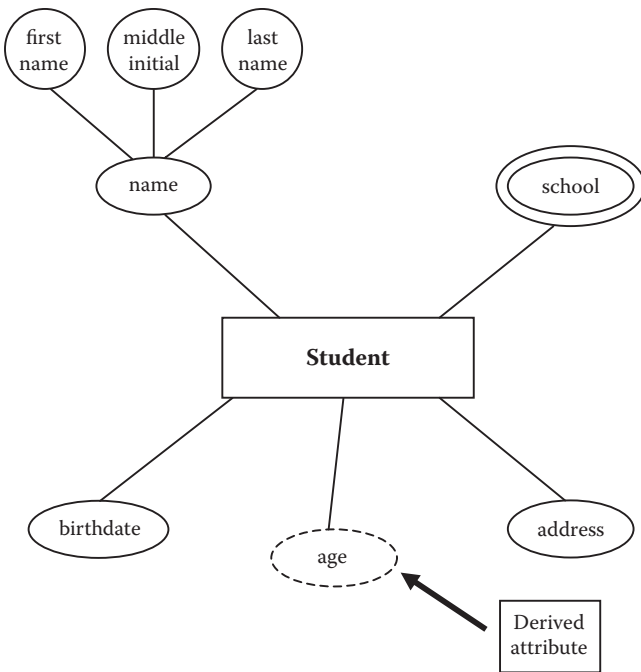 first
name
middle
initial
last
name
name
school
Student
birthdate
age
address
Derived
attribute